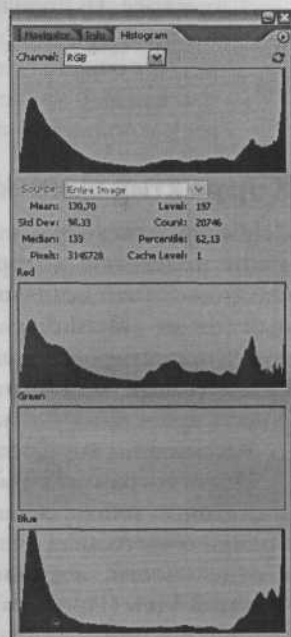 Navigator Info Histogram
Channel: RGB
Source: Entire Image
Mean: 130,70 Level: 197
Std Dev: 98,33 Count: 20746
Median: 133 Percentile: 62,13
Pixels: 3145728 Cache Level: 1
Red
Green
Blue